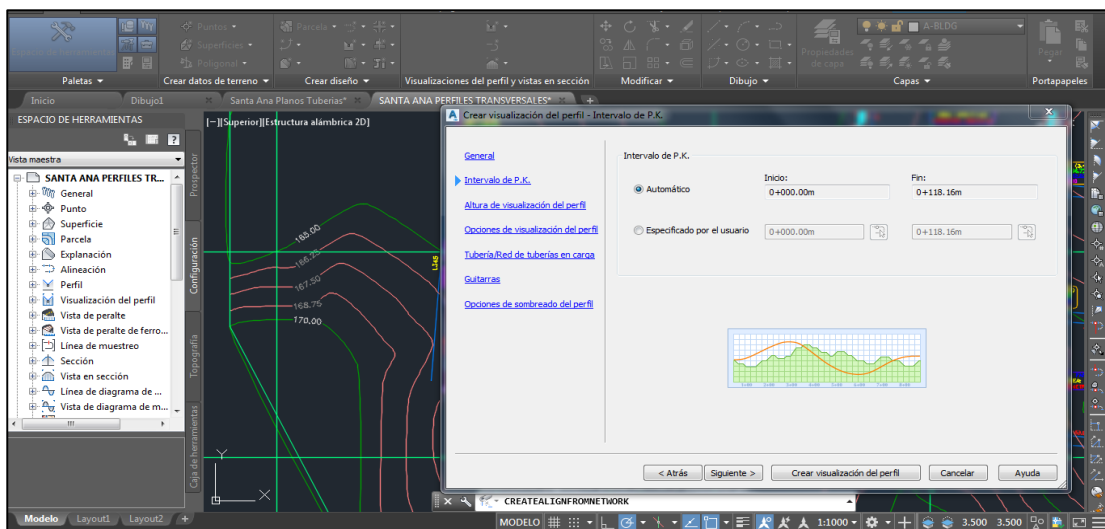 Puntos
Superficies
Poligonal
Parcela
Propiedades de capa
A-BLDG
Pegar
Paletas
Crear datos de terreno
Crear diseño
Visualizaciones del perfil y vistas en sección
Modificar
Dibujo
Capas
Portapapeles
Inicio
Dibujo1
Santa Ana Planos Tuberias*
SANTA ANA PERFILES TRANSVERSALES*
ESPACIO DE HERRAMIENTAS
[-][Superior][Estructura alámbrica 2D]
Vista maestra
SANTA ANA PERFILES TR...
General
Punto
Superficie
Parcela
Explanación
Alineación
Perfil
Visualización del perfil
Vista de peralte
Vista de peralte de ferro...
Línea de muestreo
Sección
Vista en sección
Línea de diagrama de ...
Vista de diagrama de m...
Prospector
Configuración
Topografía
Caja de herramientas
165.00
166.25
167.50
168.75
170.00
Y
X
Crear visualización del perfil - Intervalo de P.K.
General
Intervalo de P.K.
Altura de visualización del perfil
Opciones de visualización del perfil
Tubería/Red de tuberías en carga
Guitarras
Opciones de sombreado del perfil
Intervalo de P.K.
Inicio:
Fin:
Automático
0+000.00m
0+118.16m
Especificado por el usuario
0+000.00m
0+118.16m
< Atrás
Siguiente >
Crear visualización del perfil
Cancelar
Ayuda
CREATEALIGNFROMNETWORK
Modelo
Layout1
Layout2
MODELO
1:1000
3.500
3.500